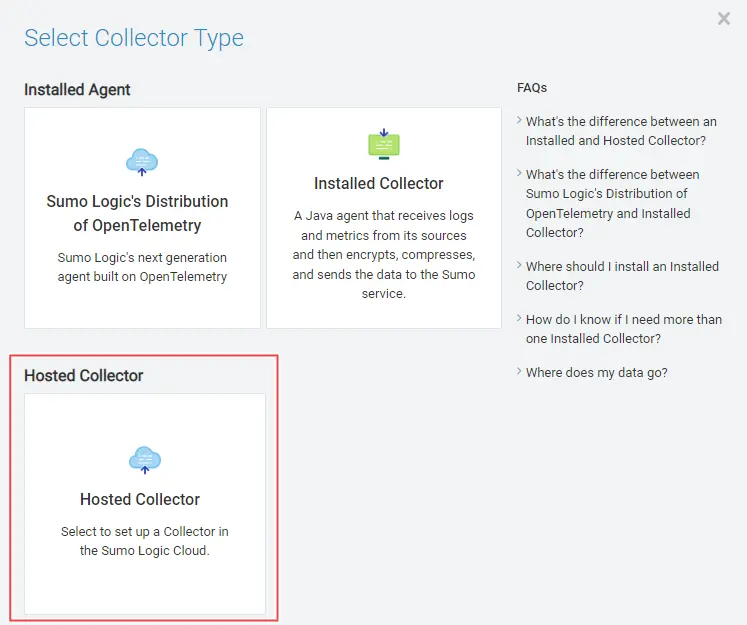 Select Collector Type
Installed Agent
Sumo Logic's Distribution
of OpenTelemetry
Sumo Logic's next generation
agent built on OpenTelemetry
Installed Collector
A Java agent that receives logs
and metrics from its sources
and then encrypts, compresses,
and sends the data to the Sumo
service.
Hosted Collector
Hosted Collector
Select to set up a Collector in
the Sumo Logic Cloud.
FAQs
What's the difference between an
Installed and Hosted Collector?
What's the difference between
Sumo Logic's Distribution of
OpenTelemetry and Installed
Collector?
Where should I install an Installed
Collector?
How do I know if I need more than
one Installed Collector?
Where does my data go?